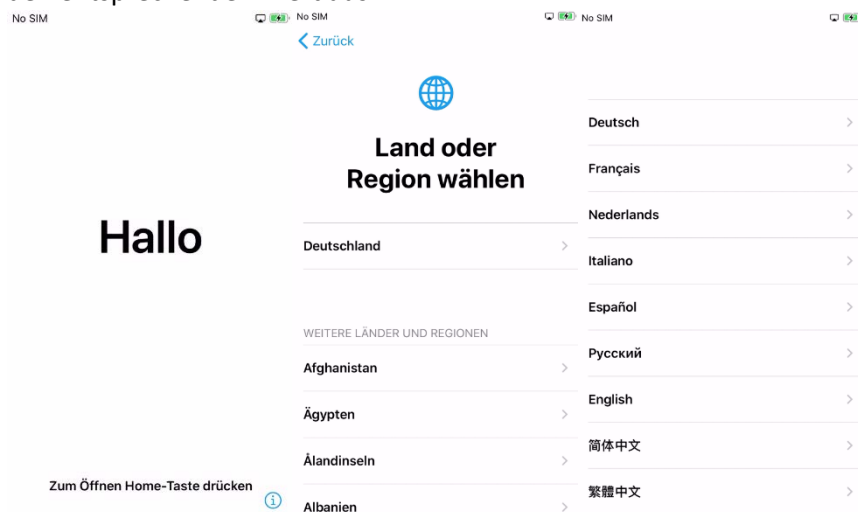 No SIM
Hallo
Zum Öffnen Home-Taste drücken
No SIM
Zurück
Land oder
Region wählen
Deutschland
WEITERE LÄNDER UND REGIONEN
Afghanistan
Ägypten
Ålandinseln
Albanien
No SIM
Deutsch
Français
Nederlands
Italiano
Español
Русский
English
简体中文
繁體中文